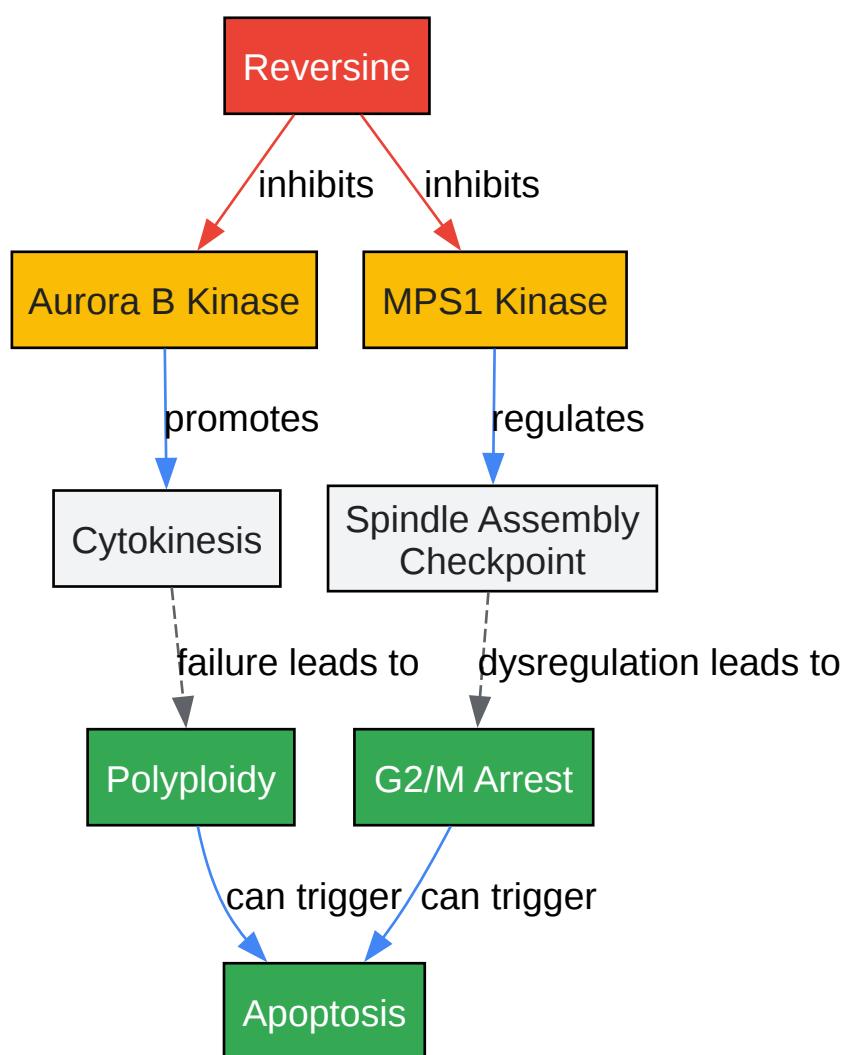 Reversine
inhibits
inhibits
Aurora B Kinase
MPS1 Kinase
promotes
regulates
Cytokinesis
Spindle Assembly
Checkpoint
failure leads to
dysregulation leads to
Polyploidy
G2/M Arrest
can trigger
can trigger
Apoptosis